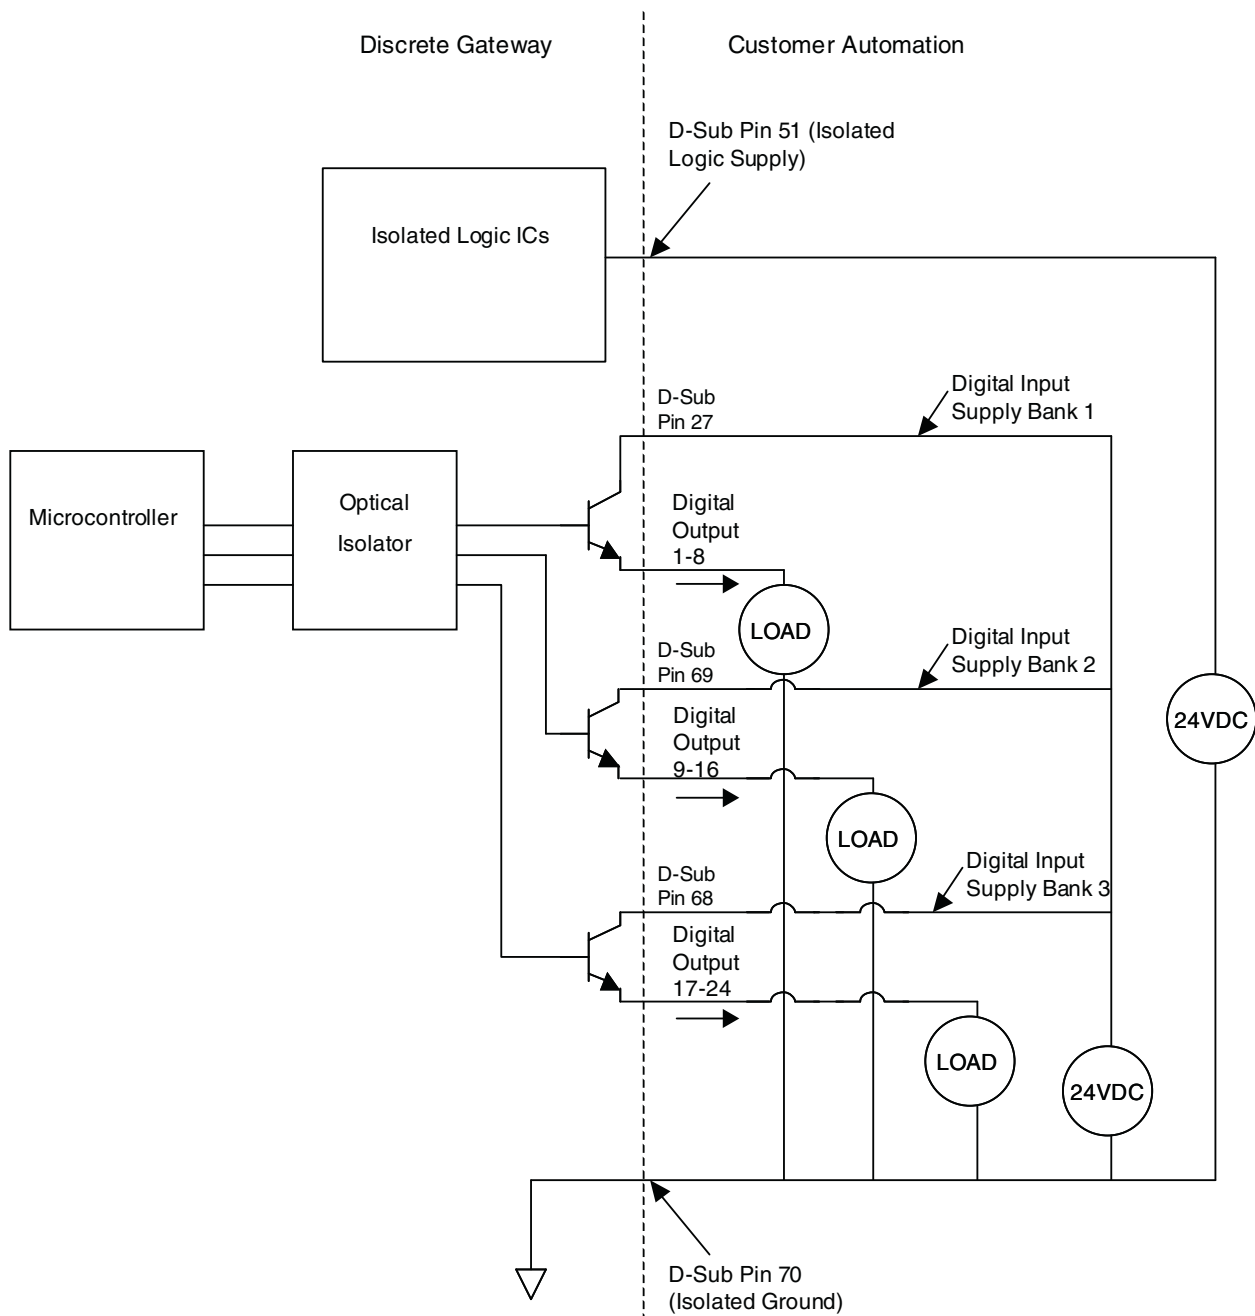 Discrete Gateway
Customer Automation
D-Sub Pin 51 (Isolated
Logic Supply)
Isolated Logic ICs
D-Sub
Pin 27
Digital Input
Supply Bank 1
Microcontroller
Optical
Isolator
Digital
Output
1-8
LOAD
D-Sub
Pin 69
Digital Input
Supply Bank 2
24VDC
Digital
Output
9-16
LOAD
D-Sub
Pin 68
Digital Input
Supply Bank 3
Digital
Output
17-24
LOAD
24VDC
D-Sub Pin 70
(Isolated Ground)